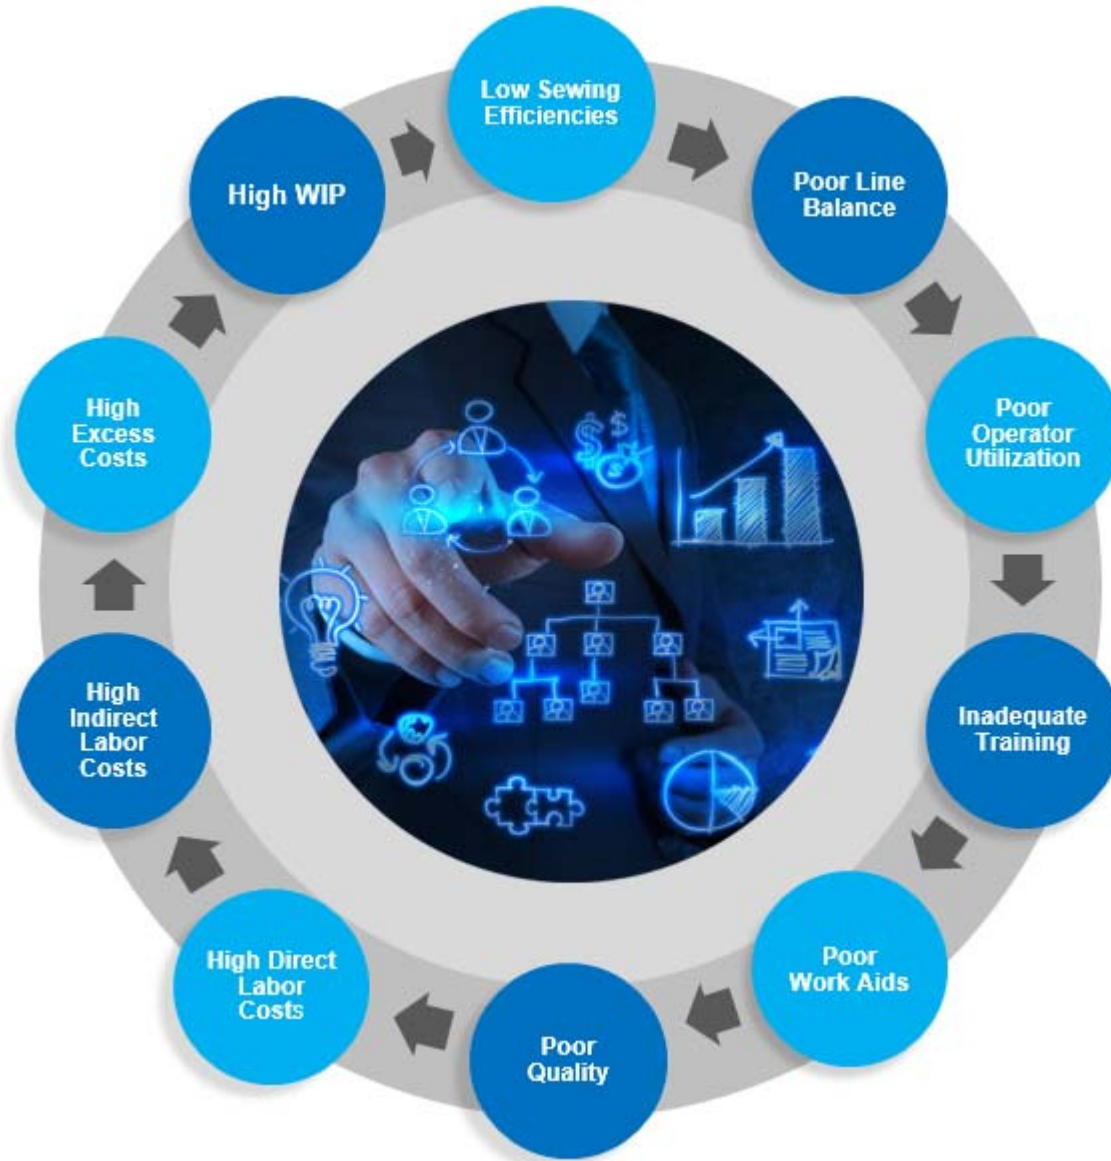 Low Sewing
Efficiencies
Poor Line
Balance
Poor
Operator
Utilization
Inadequate
Training
Poor
Work Aids
Poor
Quality
High Direct
Labor
Costs
High
Indirect
Labor
Costs
High
Excess
Costs
High WIP